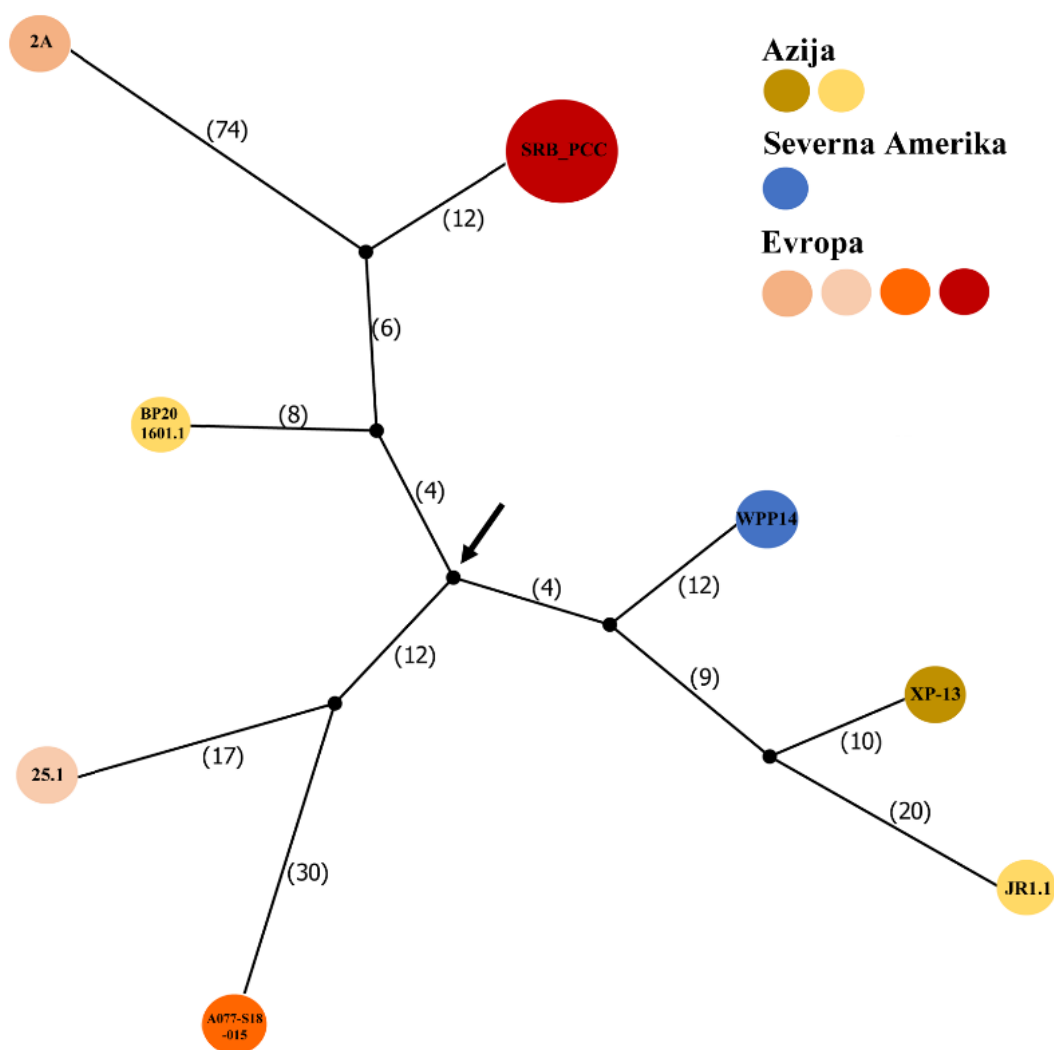 2A
Azija
(74)
SRB_PCC
Severna Amerika
(12)
Evropa
(6)
BP20
1601.1
(8)
(4)
WPP14
(4)
(12)
(12)
(9)
XP-13
(17)
(10)
25.1
(20)
(30)
JR1.1
A077-S18
-015